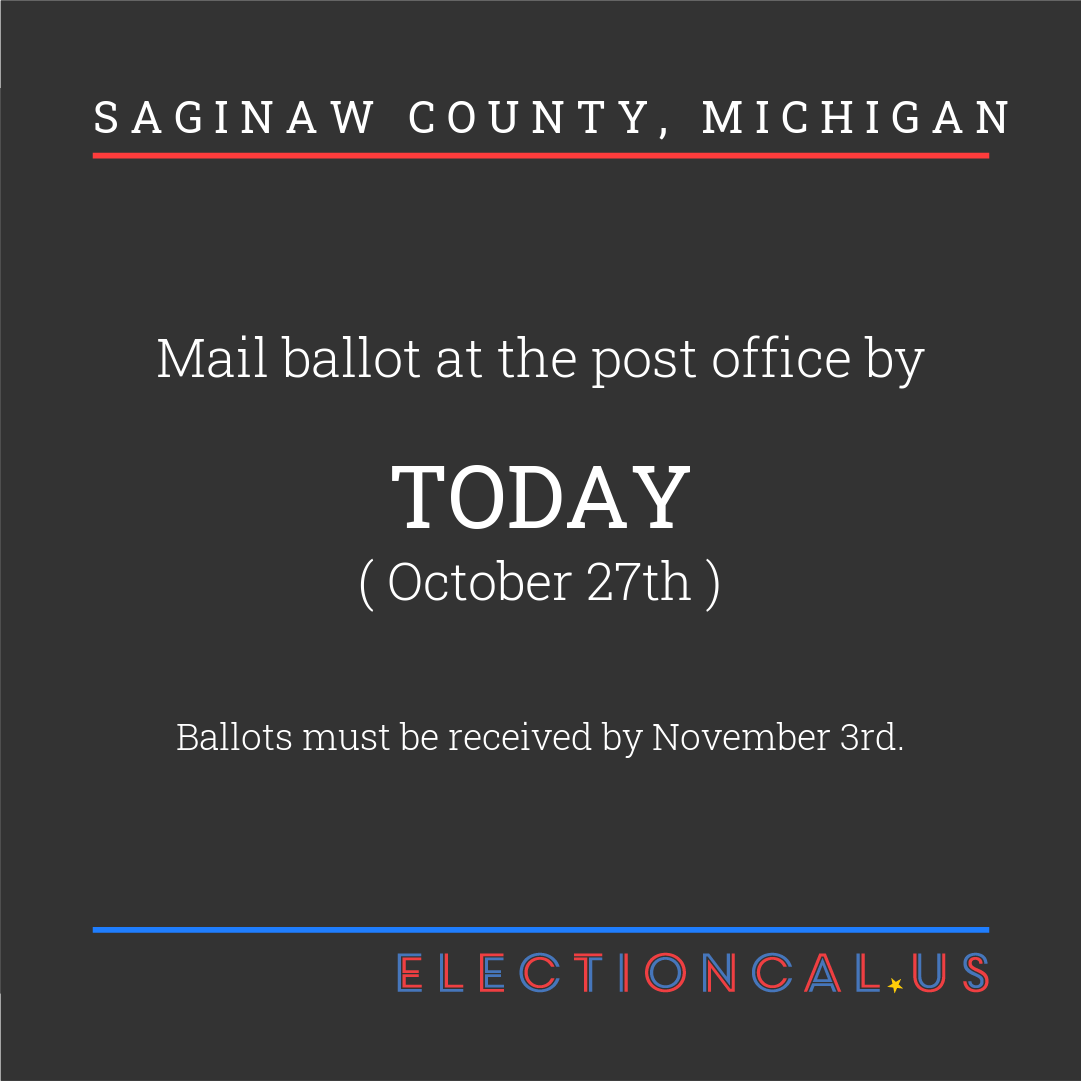 SAGINAW COUNTY, MICHIGAN
Mail ballot at the post office by
TODAY
( October 27th )
Ballots must be received by November 3rd.
ELECTIONCAL.US